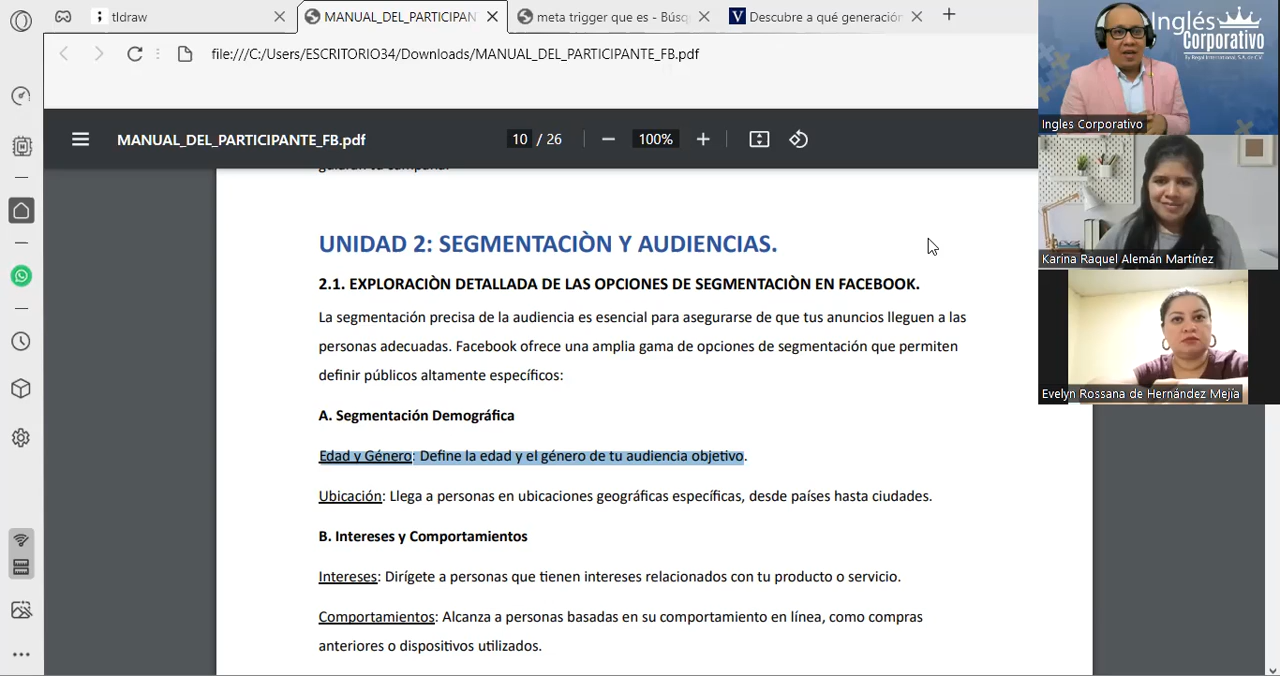 tldraw
MANUAL_DEL_PARTICIPAN
meta trigger que es - Búsq
V Descubre a qué generación
file:///C:/Users/ESCRITORIO34/Downloads/MANUAL_DEL_PARTICIPANTE_FB.pdf
MANUAL_DEL_PARTICIPANTE_FB.pdf
10 / 26
100%
UNIDAD 2: SEGMENTACIÒN Y AUDIENCIAS.
2.1. EXPLORACIÒN DETALLADA DE LAS OPCIONES DE SEGMENTACIÒN EN FACEBOOK.
La segmentación precisa de la audiencia es esencial para asegurarse de que tus anuncios lleguen a las
personas adecuadas. Facebook ofrece una amplia gama de opciones de segmentación que permiten
definir públicos altamente específicos:
A. Segmentación Demográfica
Edad y Género: Define la edad y el género de tu audiencia objetivo.
Ubicación: Llega a personas en ubicaciones geográficas específicas, desde países hasta ciudades.
B. Intereses y Comportamientos
Intereses: Dirígete a personas que tienen intereses relacionados con tu producto o servicio.
Comportamientos: Alcanza a personas basadas en su comportamiento en línea, como compras
anteriores o dispositivos utilizados.
Inglés
Corporativo
Ingles Corporativo
Karina Raquel Alemán Martínez
Evelyn Rossana de Hernández Mejía